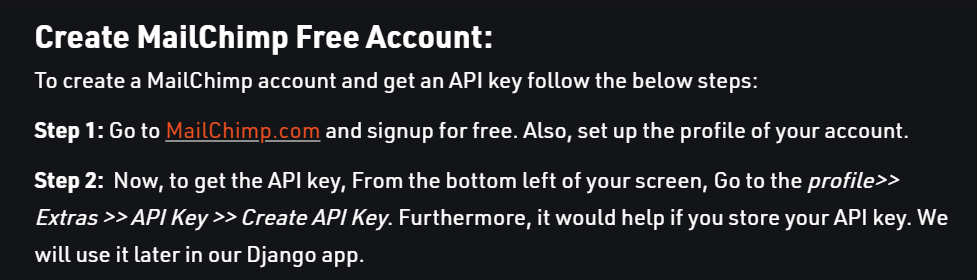 Create MailChimp Free Account:
To create a MailChimp account and get an API key follow the below steps:
Step 1: Go to MailChimp.com and signup for free. Also, set up the profile of your account.
Step 2:  Now, to get the API key, From the bottom left of your screen, Go to the profile>>
Extras >> API Key >> Create API Key. Furthermore, it would help if you store your API key. We
will use it later in our Django app.